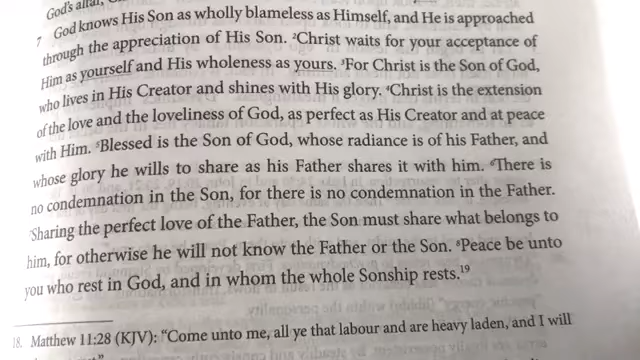 God's altar,
7 God knows His Son as wholly blameless as Himself, and He is approached
through the appreciation of His Son. ²Christ waits for your acceptance of
Him as yourself and His wholeness as yours. ³For Christ is the Son of God,
who lives in His Creator and shines with His glory. ⁴Christ is the extension
of the love and the loveliness of God, as perfect as His Creator and at peace
with Him. ⁵Blessed is the Son of God, whose radiance is of his Father, and
whose glory he wills to share as his Father shares it with him. ⁶There is
no condemnation in the Son, for there is no condemnation in the Father.
⁷Sharing the perfect love of the Father, the Son must share what belongs to
him, for otherwise he will not know the Father or the Son. ⁸Peace be unto
you who rest in God, and in whom the whole Sonship rests.¹⁹
18. Matthew 11:28 (KJV): “Come unto me, all ye that labour and are heavy laden, and I will